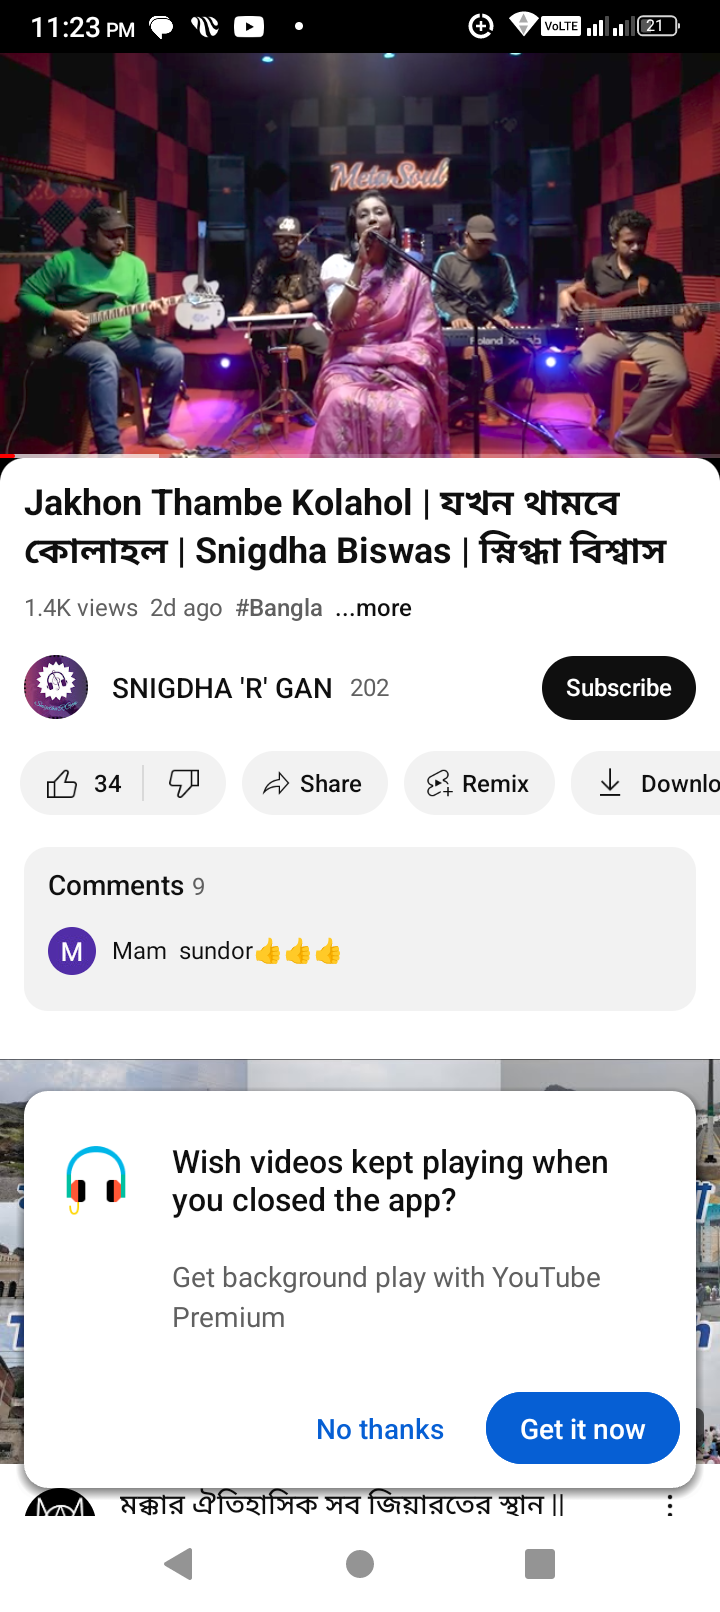 11:23 PM
VoLTE
21
Meta Soul
Roland
Jakhon Thambe Kolahol | যখন থামবে
কোলাহল | Snigdha Biswas | স্নিগ্ধা বিশ্বাস
1.4K views 2d ago #Bangla ...more
SNIGDHA 'R' GAN 202
Subscribe
34
Share
Remix
Downlo
Comments 9
M
Mam sundor👍👍👍
Wish videos kept playing when
you closed the app?
Get background play with YouTube
Premium
No thanks
Get it now
মক্কার ঐতিহাসিক সব জিয়ারতের স্থান ||